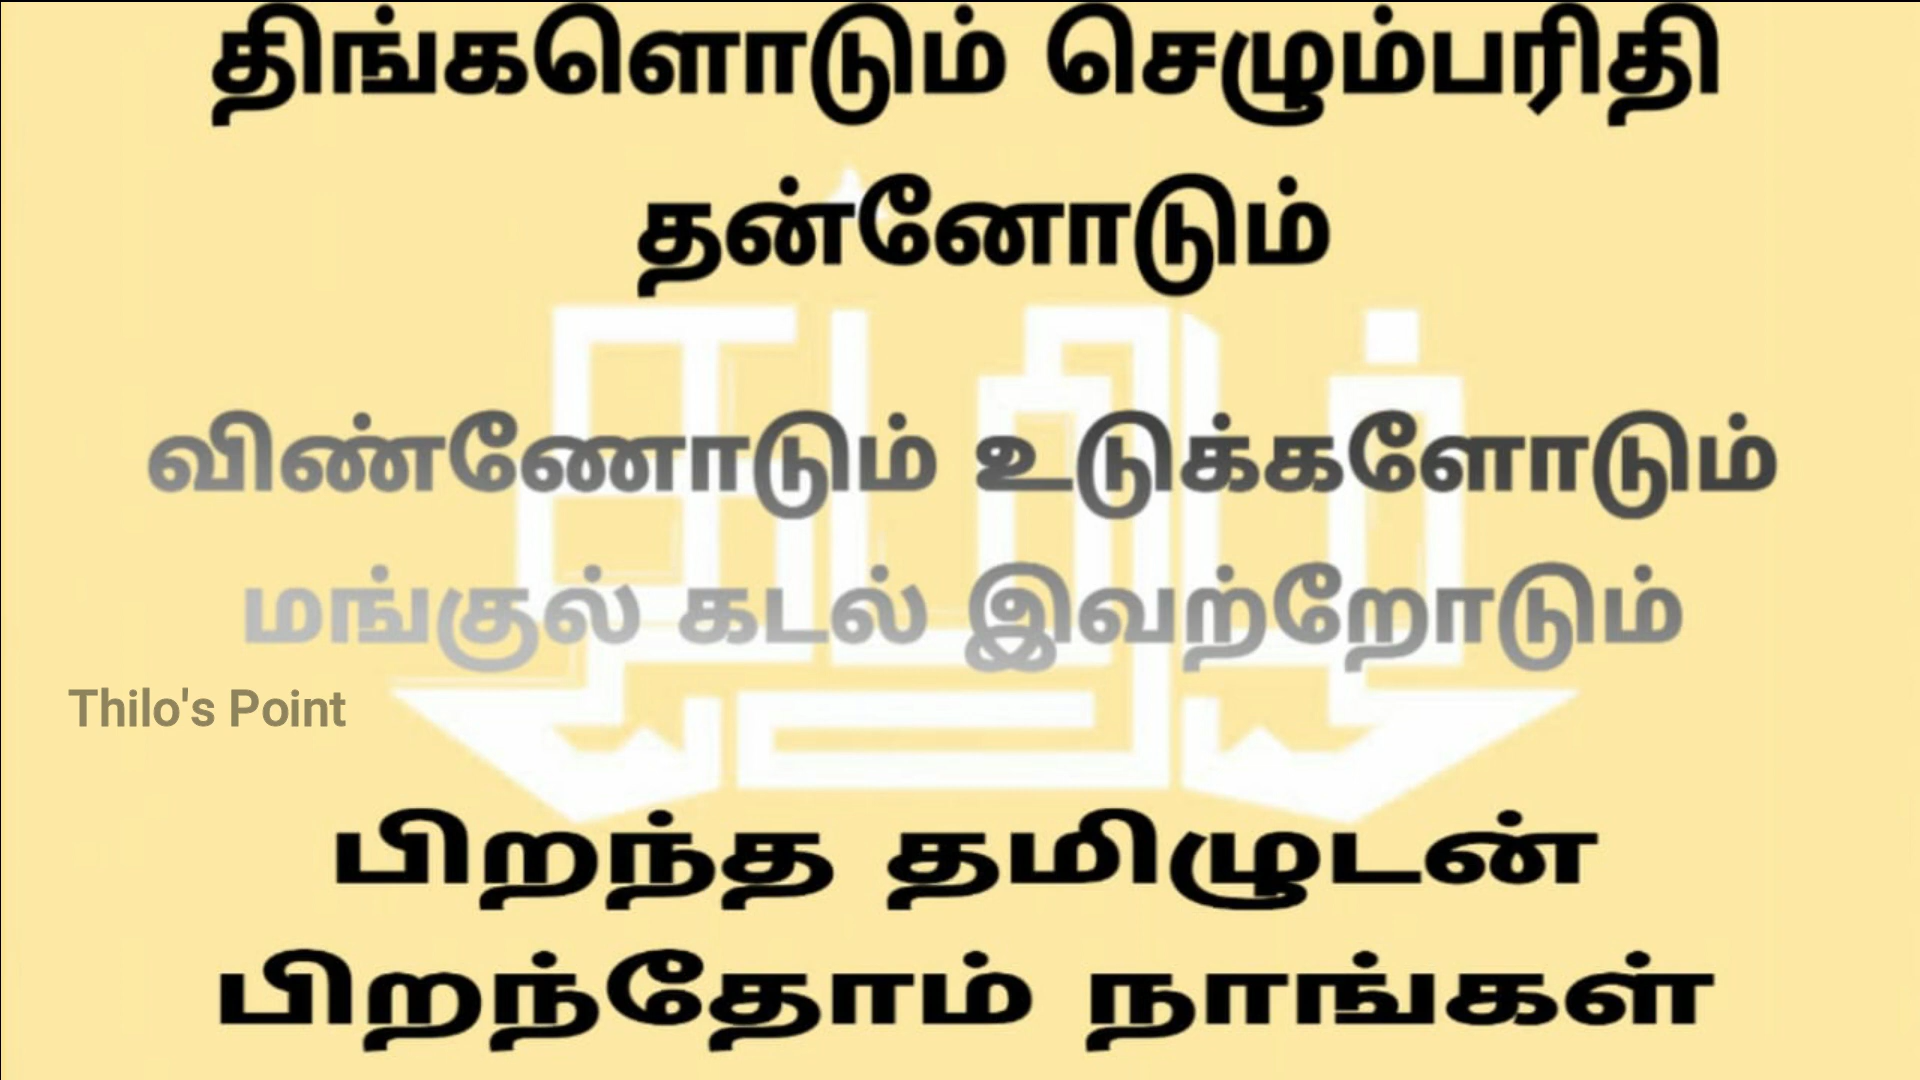 திங்களொடும் செழும்பரிதி
தன்னோடும்
விண்ணோடும் உடுக்களோடும்
மங்குல் கடல் இவற்றோடும்
Thilo's Point
பிறந்த தமிழுடன்
பிறந்தோம் நாங்கள்